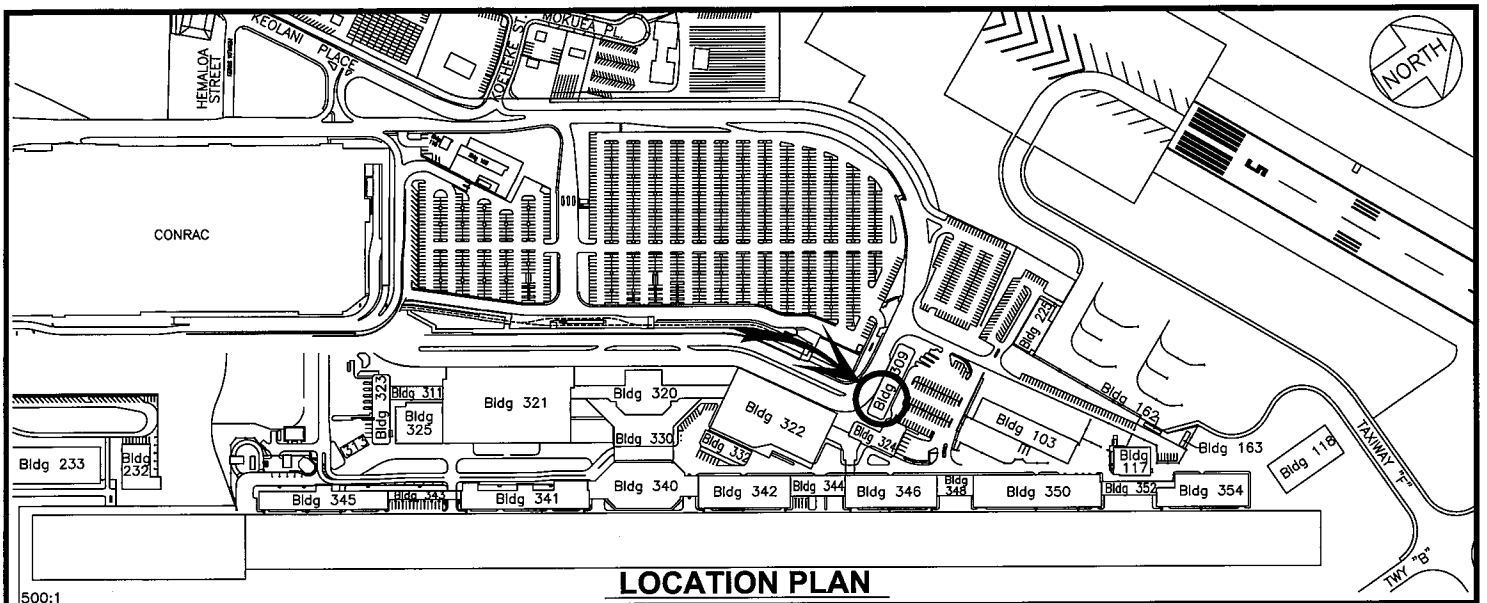 HEMALOA
STREET
KEOLANI PLACE
KOEHEKE ST.
MOKUEA PL.
NORTH
5
CONRAC
Bldg 225
Bldg 309
Bldg 323
Bldg 311
Bldg
325
313
Bldg 321
Bldg 320
Bldg 330
Bldg 322
Bldg 332
Bldg 324
Bldg 103
Bldg 162
Bldg 163
Bldg
117
Bldg 118
TAXIWAY "F"
Bldg 233
Bldg
232
Bldg 345
Bldg 343
Bldg 341
Bldg 340
Bldg 342
Bldg 344
Bldg 346
Bldg
348
Bldg 350
Bldg 352
Bldg 354
TWY "B"
LOCATION PLAN
500:1